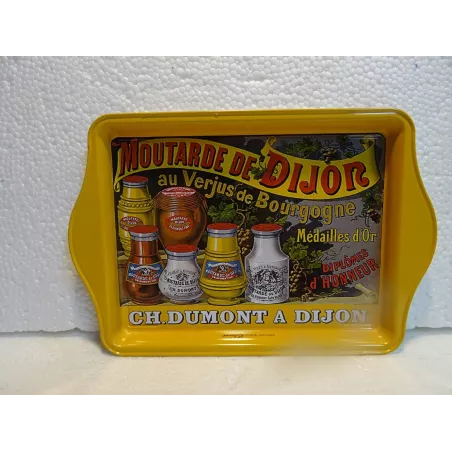 MOUTARDE DE DIJON
au Verjus de Bourgogne
Médailles d'Or
DIPLÔMES
d'HONNEUR
CH. DUMONT A DIJON